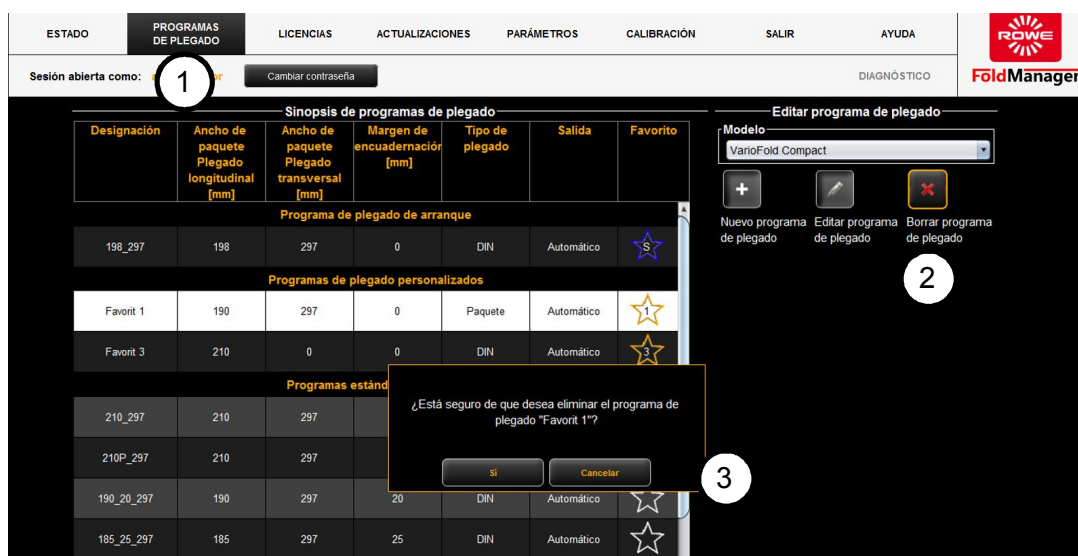 ESTADO
PROGRAMAS
DE PLEGADO
LICENCIAS
ACTUALIZACIONES
PARÁMETROS
CALIBRACIÓN
SALIR
AYUDA
ROWE
FoldManager
Sesión abierta como:
1
Cambiar contraseña
DIAGNÓSTICO
Sinopsis de programas de plegado
Designación
Ancho de
paquete
Plegado
longitudinal
[mm]
Ancho de
paquete
Plegado
transversal
[mm]
Margen de
encuadernación
[mm]
Tipo de
plegado
Salida
Favorito
Programa de plegado de arranque
198_297 198 297 0 DIN Automático S
Programas de plegado personalizados
Favorit 1 190 297 0 Paquete Automático 1
Favorit 3 210 0 0 DIN Automático 3
Programas
210_297 210 297
210P_297 210 297
190_20_297 190 297 20 DIN Automático
185_25_297 185 297 25 DIN Automático
Editar programa de plegado
Modelo
VarioFold Compact
Nuevo programa
de plegado
Editar programa
de plegado
Borrar programa
de plegado
2
¿Está seguro de que desea eliminar el programa de
plegado "Favorit 1"?
Sì
Cancelar
3